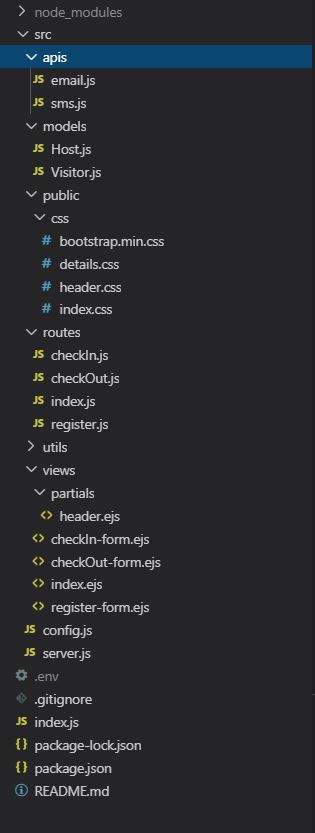 node_modules
src
apis
JS email.js
JS sms.js
models
JS Host.js
JS Visitor.js
public
css
# bootstrap.min.css
# details.css
# header.css
# index.css
routes
JS checkIn.js
JS checkOut.js
JS index.js
JS register.js
utils
views
partials
<> header.ejs
<> checkIn-form.ejs
<> checkOut-form.ejs
<> index.ejs
<> register-form.ejs
JS config.js
JS server.js
.env
.gitignore
JS index.js
{} package-lock.json
{} package.json
README.md